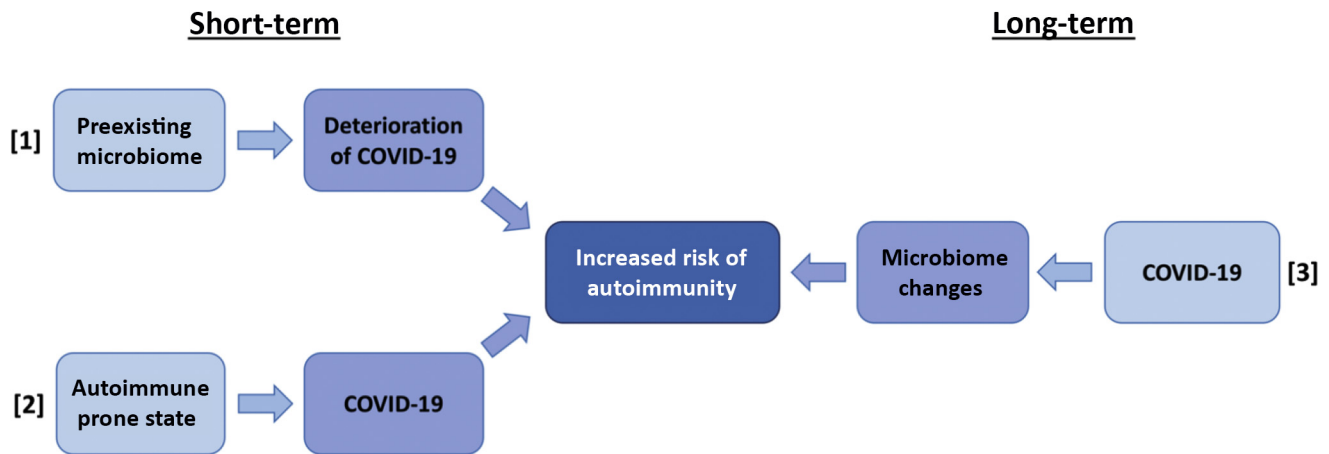 Short-term
Long-term
[1]
Preexisting
microbiome
Deterioration
of COVID-19
Increased risk of
autoimmunity
Microbiome
changes
COVID-19
[3]
[2]
Autoimmune
prone state
COVID-19